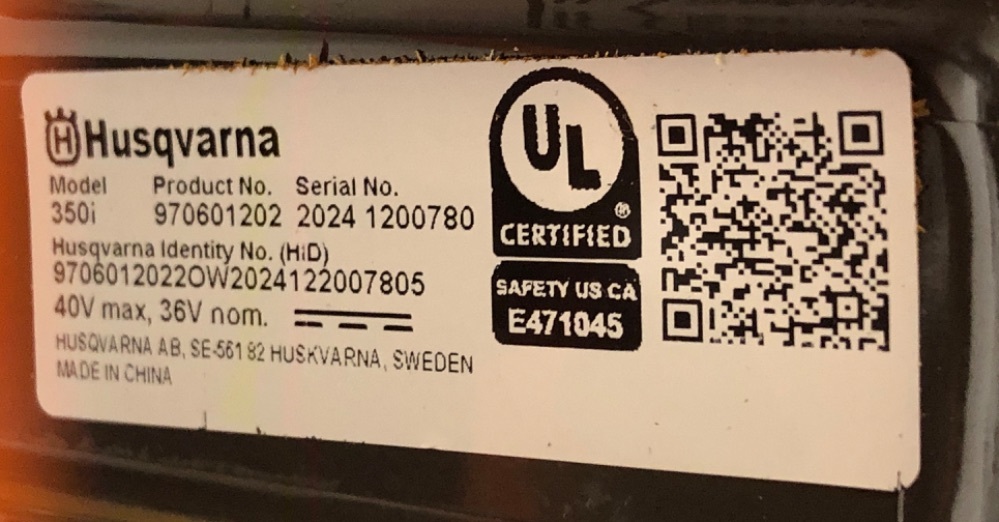 Husqvarna
Model Product No. Serial No.
350i 970601202 2024 1200780
Husqvarna Identity No. (HiD)
9706012022OW2024122007805
40V max, 36V nom.
HUSQVARNA AB, SE-561 82 HUSKVARNA, SWEDEN
MADE IN CHINA
UL
®
CERTIFIED
SAFETY US CA
E471045